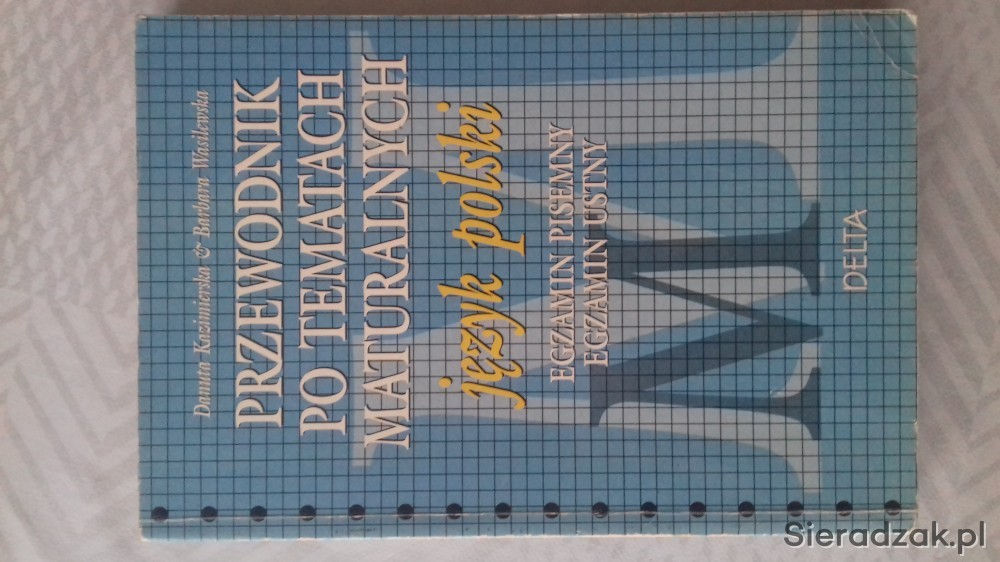 Danuta Kazimierska & Barbara Wasilewska
PRZEWODNIK
PO TEMATACH
MATURALNYCH
język polski
EGZAMIN PISEMNY
EGZAMIN USTNY
M
M
DELTA
Sieradzak.pl